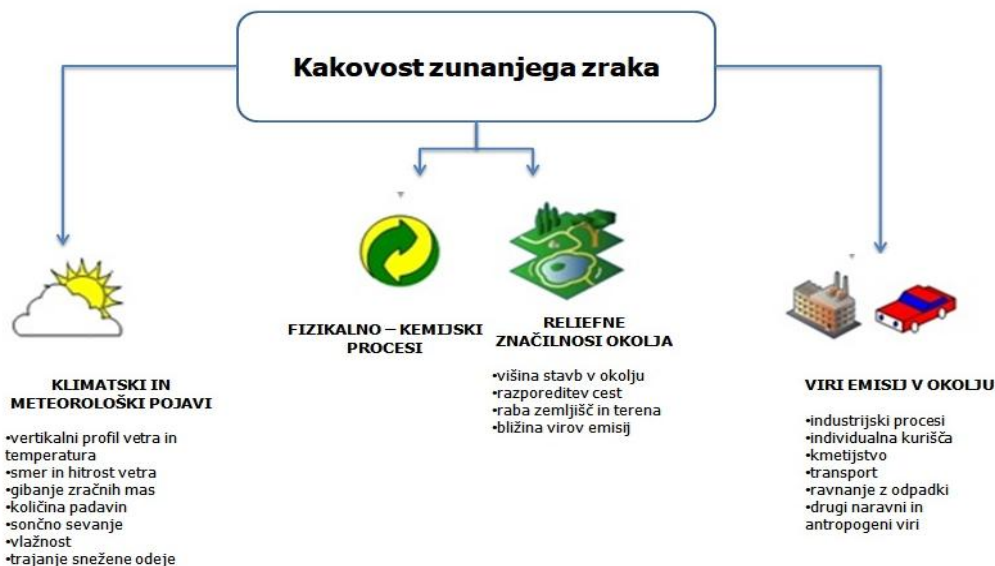 Kakovost zunanjega zraka
KLIMATSKI IN
METEOROLOŠKI POJAVI
•vertikalni profil vetra in
temperatura
•smer in hitrost vetra
•gibanje zračnih mas
•količina padavin
•sončno sevanje
•vlažnost
•trajanje snežene odeje
FIZIKALNO – KEMIJSKI
PROCESI
RELIEFNE
ZNAČILNOSI OKOLJA
•višina stavb v okolju
•razporeditev cest
•raba zemljišč in terena
•bližina virov emisij
VIRI EMISIJ V OKOLJU
•industrijski procesi
•individualna kurišča
•kmetijstvo
•transport
•ravnanje z odpadki
•drugi naravni in
antropogeni viri